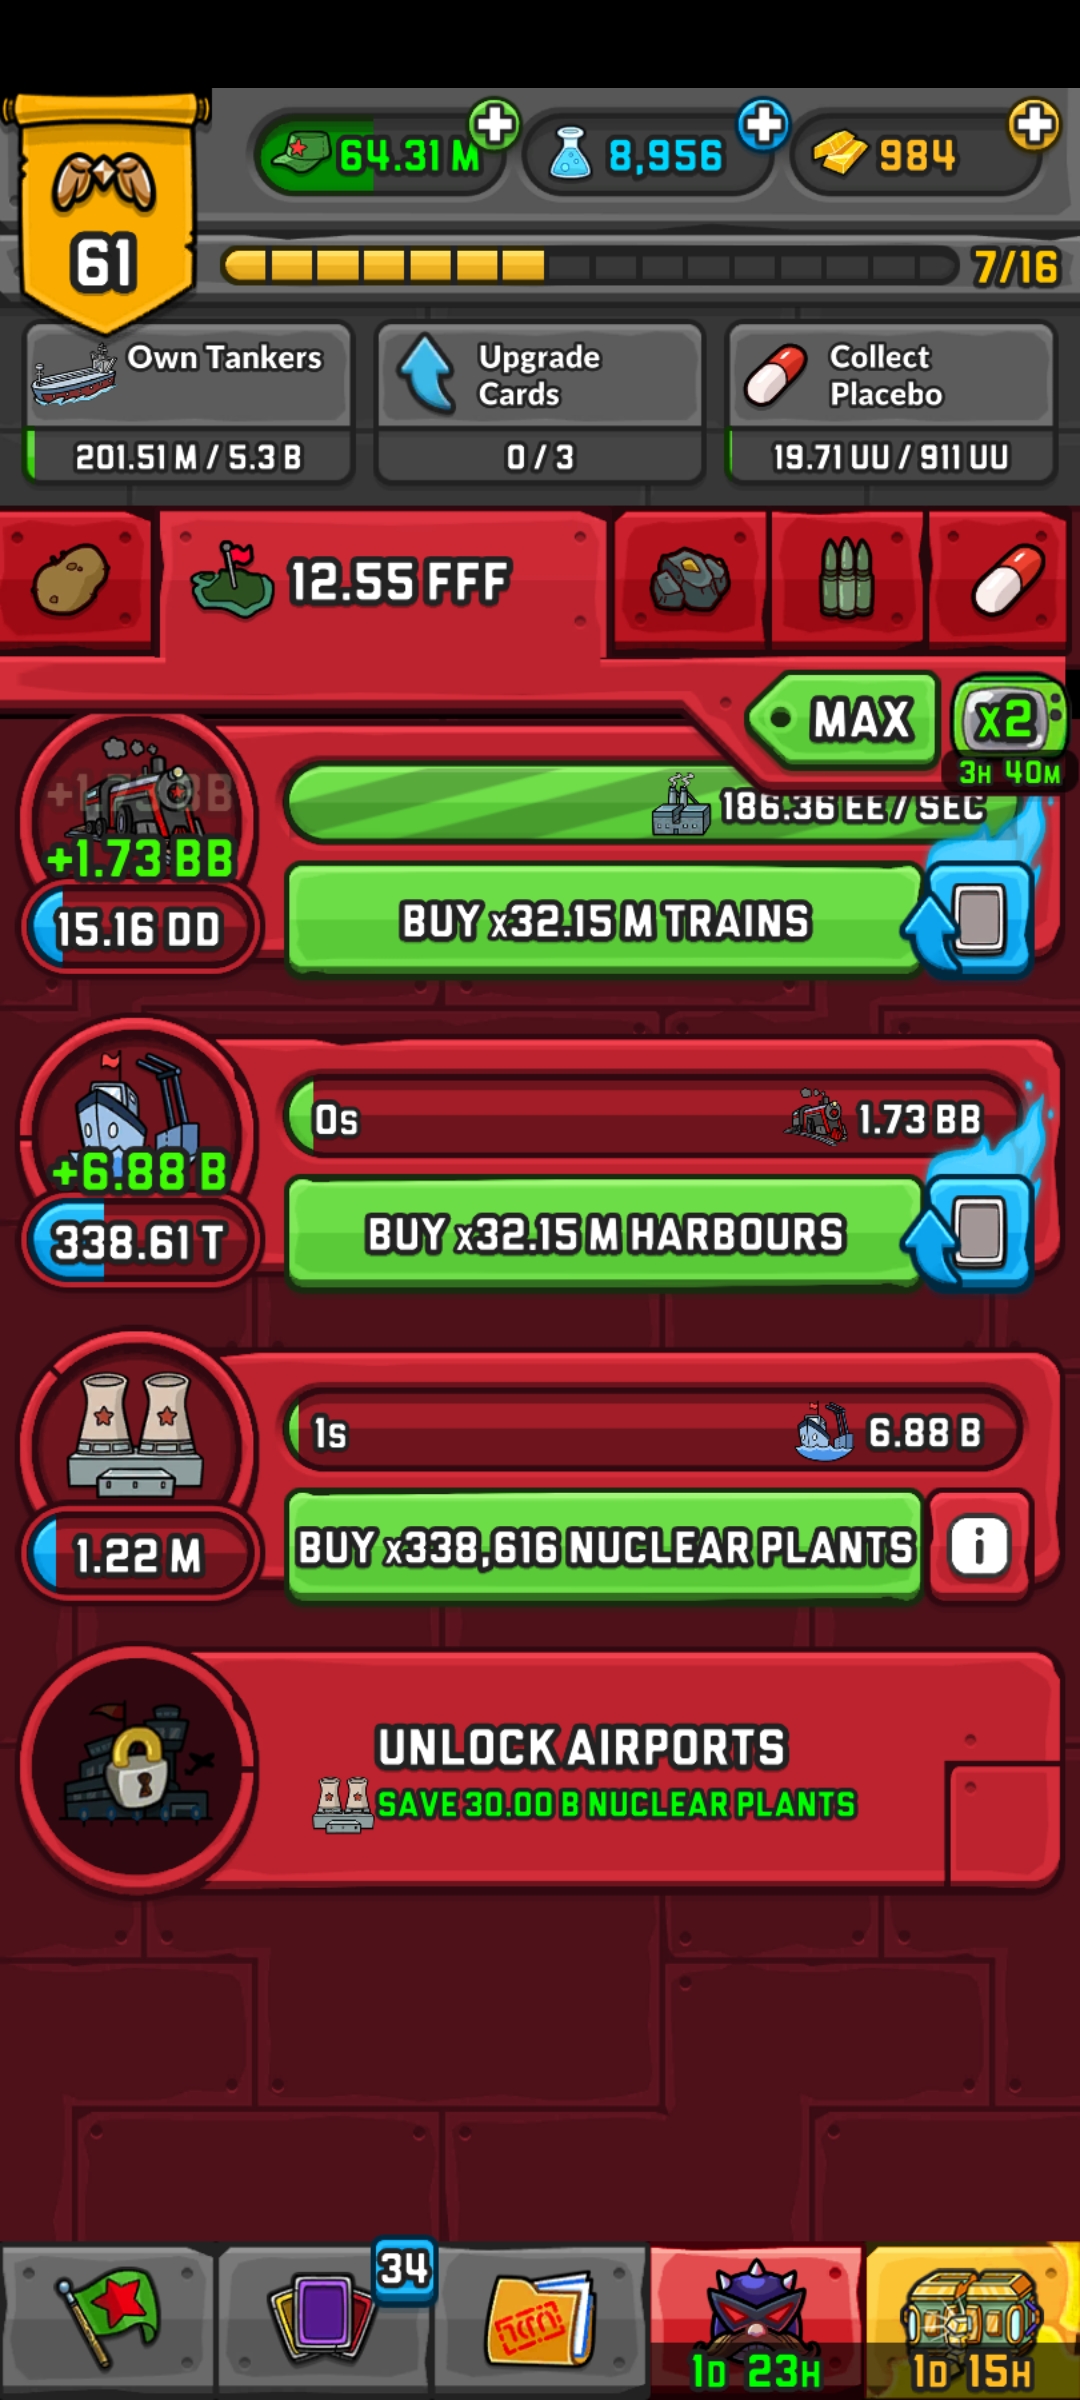 64.31 M
8,956
984
61
7/16
Own Tankers
201.51 M / 5.3 B
Upgrade
Cards
0 / 3
Collect
Placebo
19.71 UU / 911 UU
12.55 FFF
MAX
x2
3H 40M
+1.73 BB
+1.73 BB
186.36 EE / SEC
15.16 DD
BUY x32.15 M TRAINS
+6.88 B
0s
1.73 BB
338.61 T
BUY x32.15 M HARBOURS
1s
6.88 B
1.22 M
BUY x338,616 NUCLEAR PLANTS
i
UNLOCK AIRPORTS
SAVE 30.00 B NUCLEAR PLANTS
34
1D 23H
1D 15H